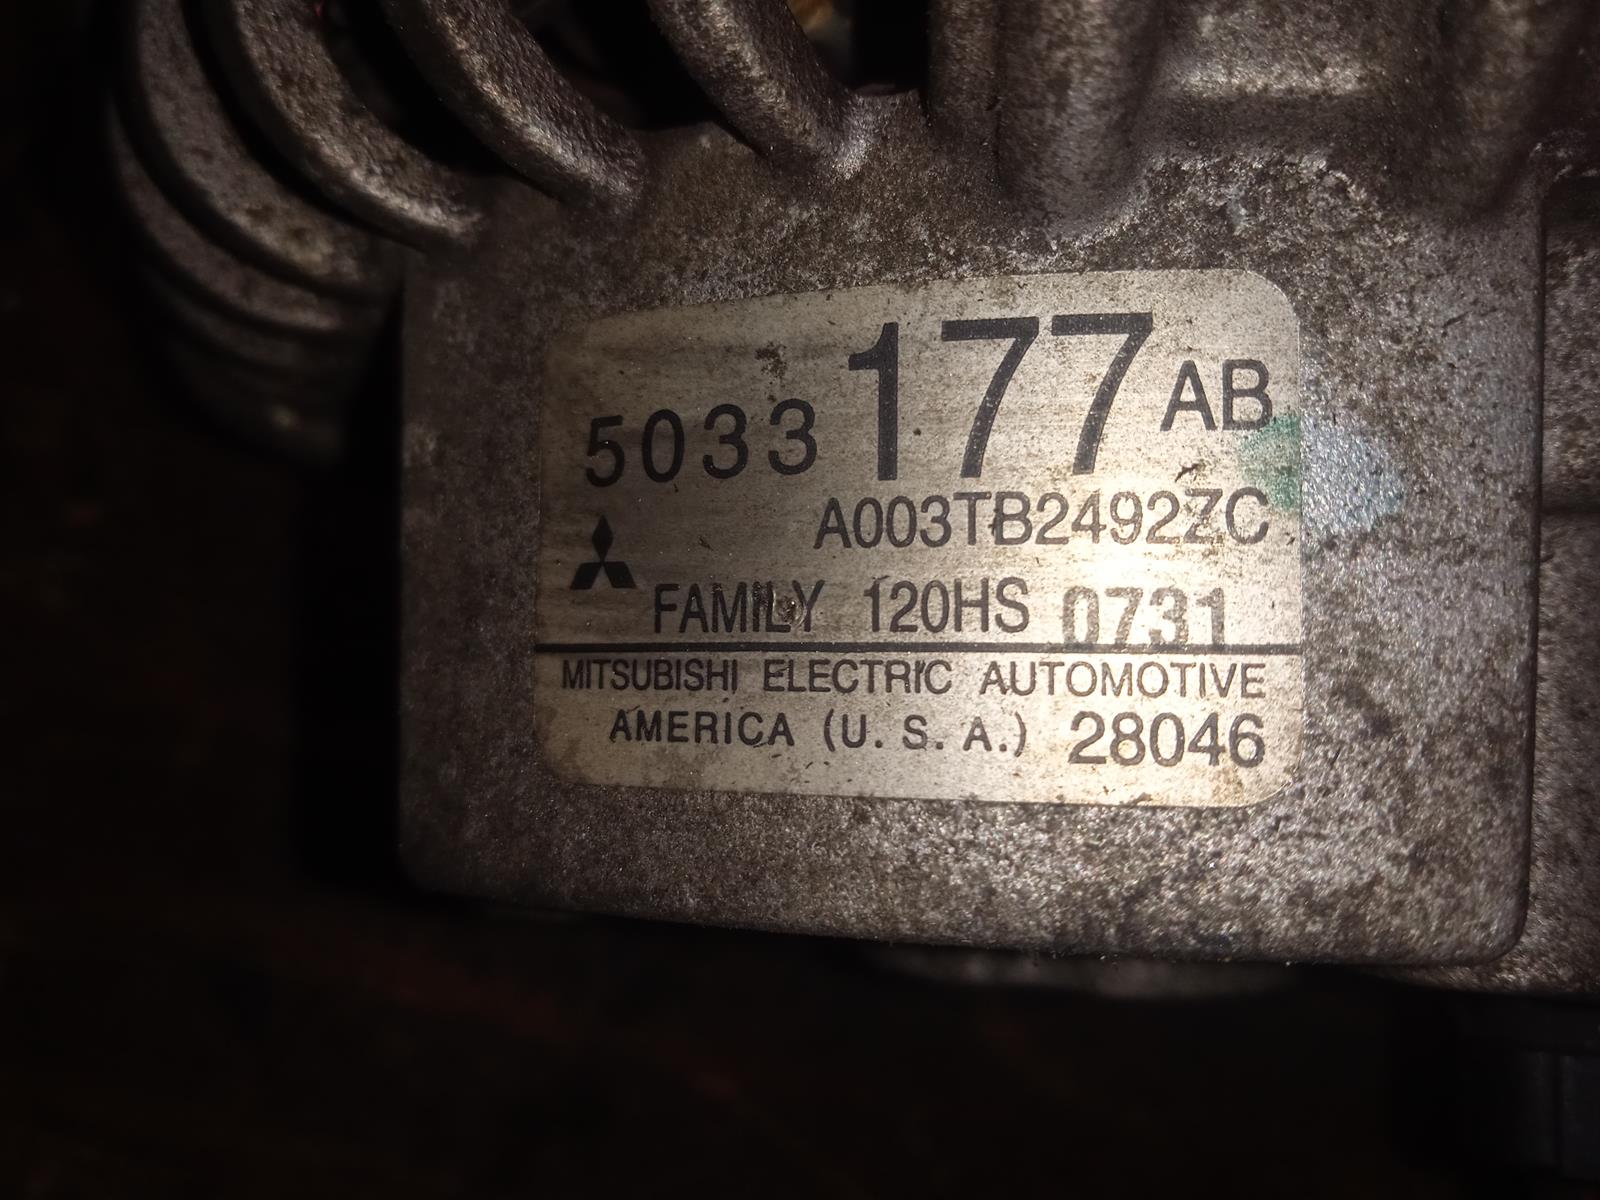 5033177AB
A003TB2492ZC
FAMILY 120HS 0731
MITSUBISHI ELECTRIC AUTOMOTIVE
AMERICA (U. S. A.) 28046